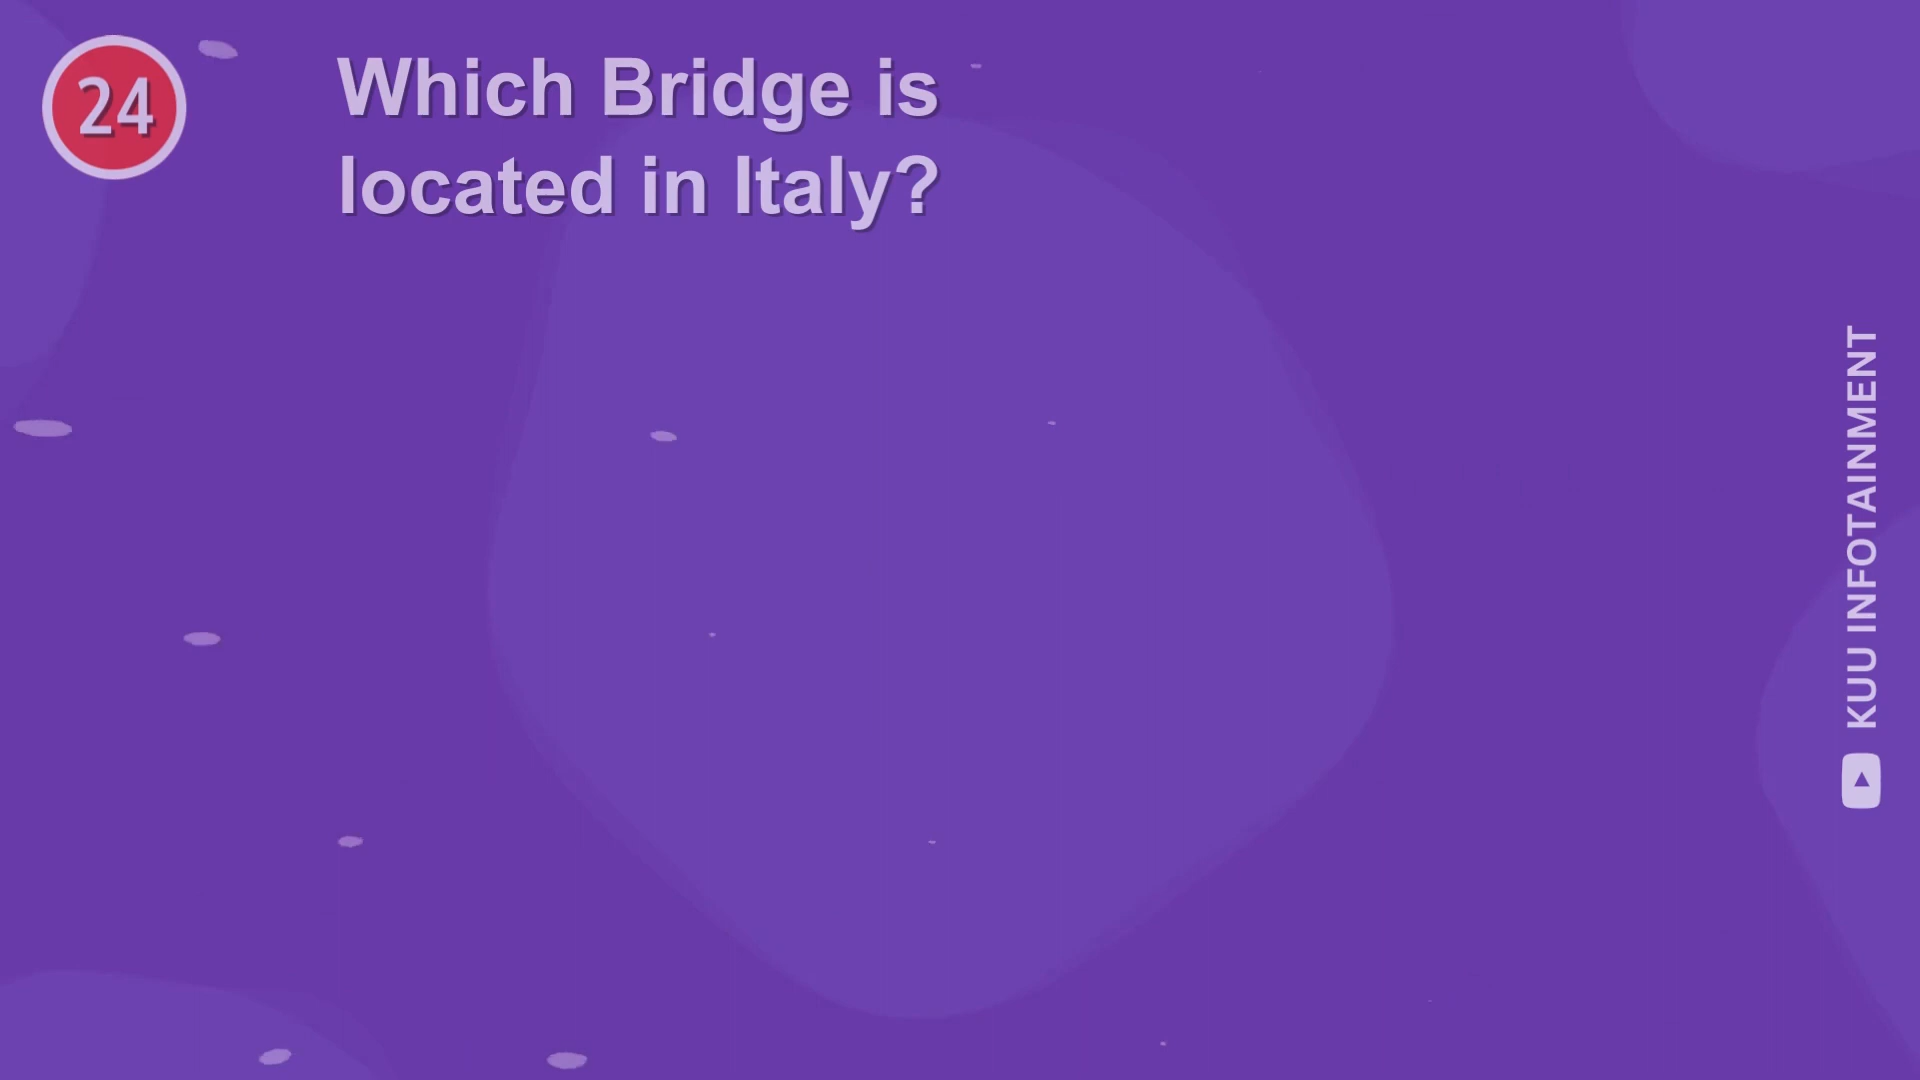 24
Which Bridge is
located in Italy?
KUU INFOTAINMENT